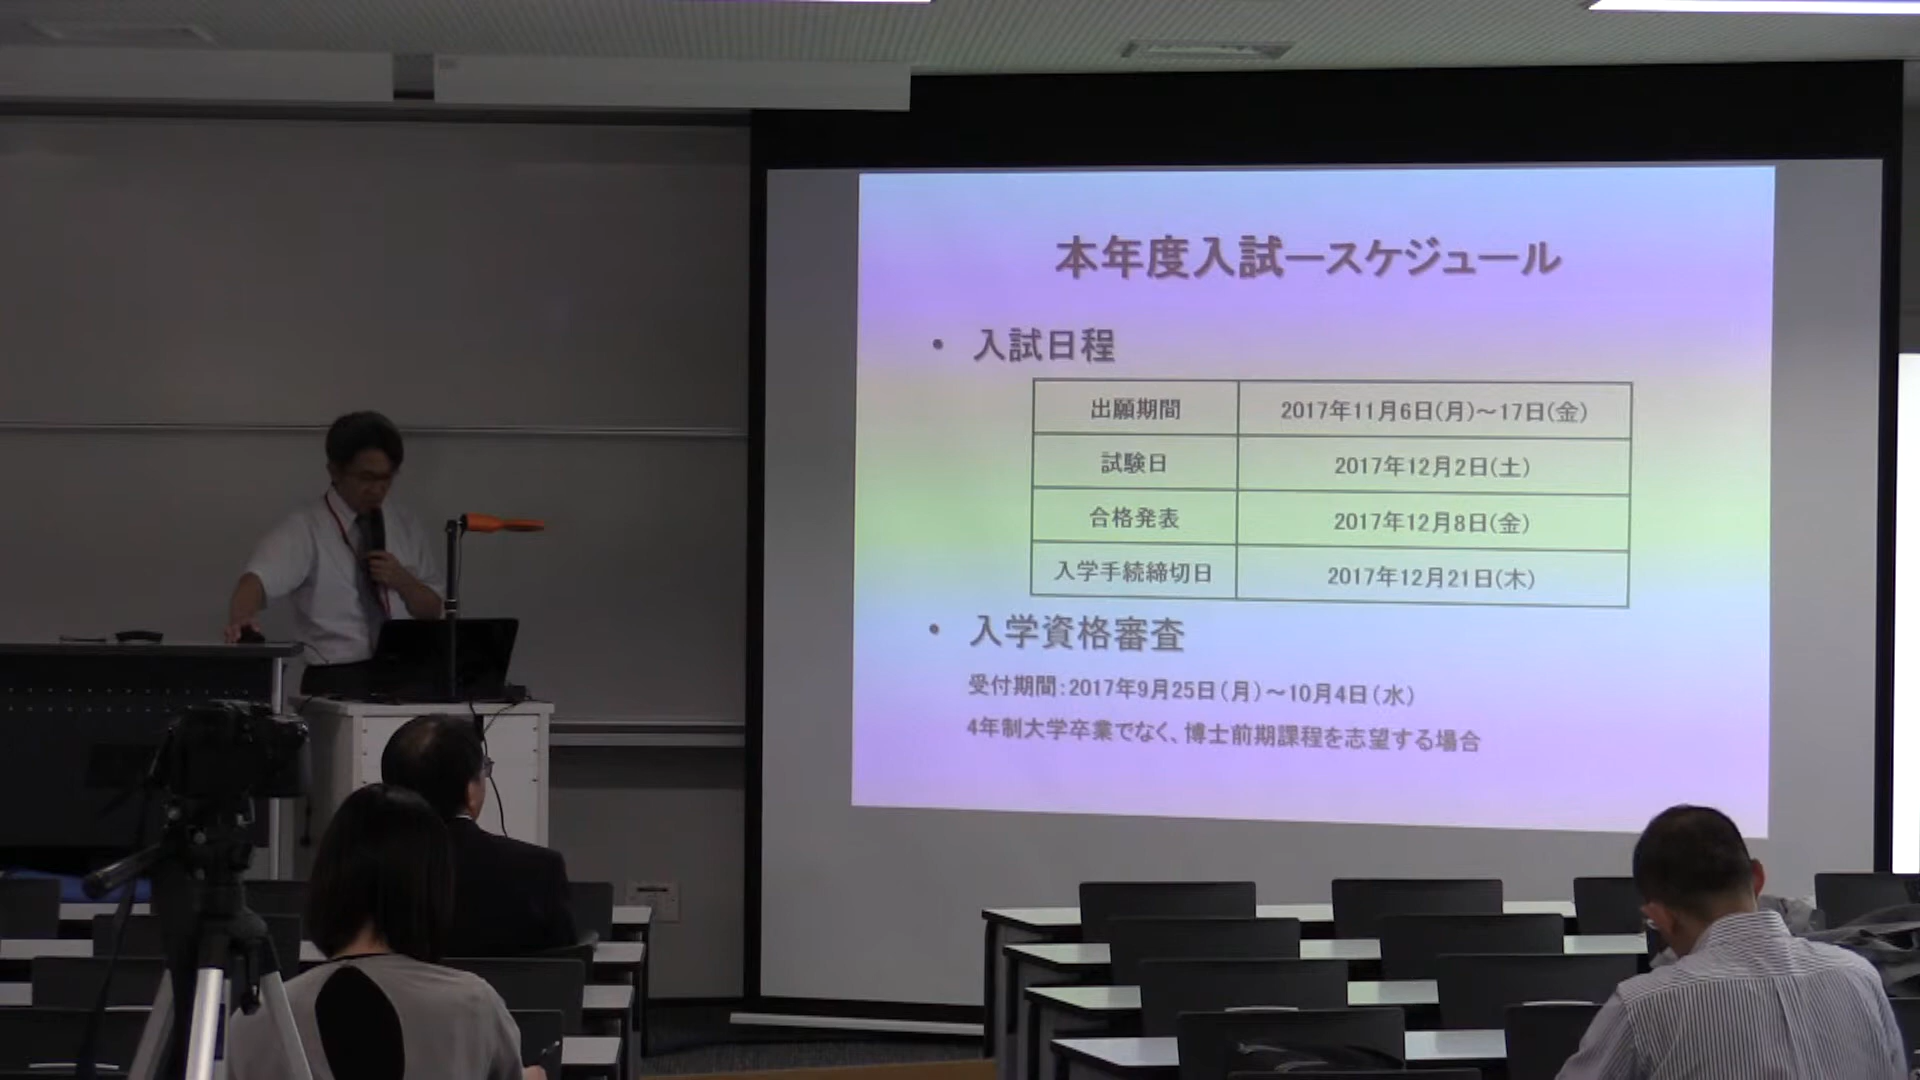 本年度入試ースケジュール
• 入試日程
出願期間 2017年11月6日(月)～17日(金)
試験日 2017年12月2日(土)
合格発表 2017年12月8日(金)
入学手続締切日 2017年12月21日(木)
• 入学資格審査
受付期間：2017年9月25日(月)～10月4日(水)
4年制大学卒業でなく、博士前期課程を志望する場合